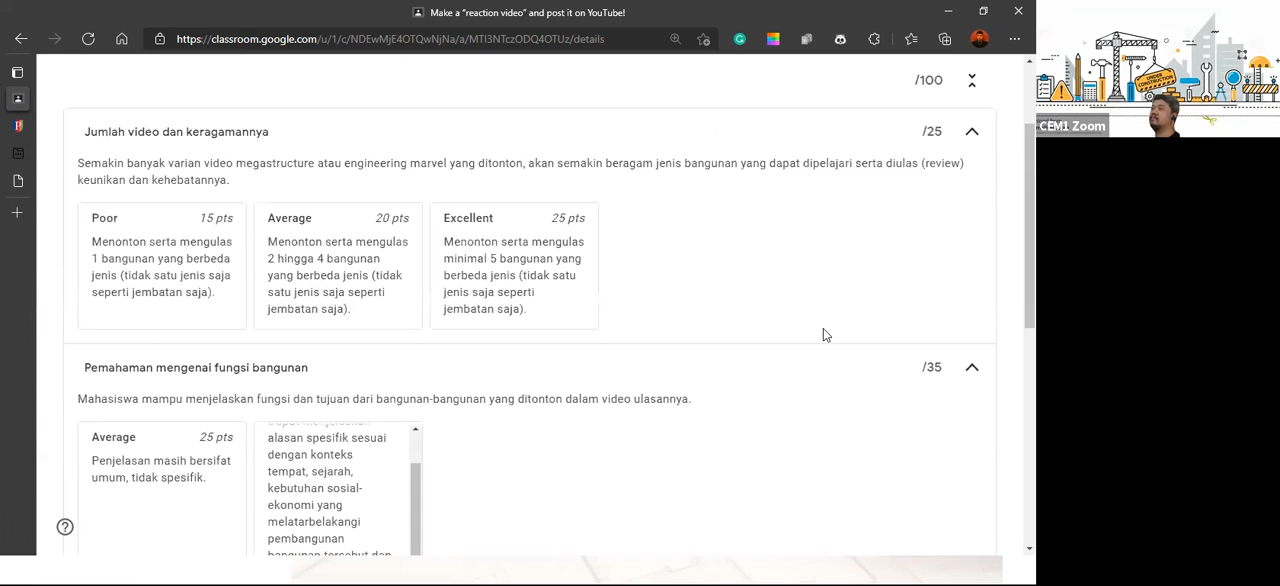 Make a "reaction video" and post it on YouTube!
https://classroom.google.com/u/1/c/NDEwMjE4OTQwNjNa/a/MTI3NTczODQ4OTUz/details
/100
Jumlah video dan keragamannya
/25
Semakin banyak varian video megastructure atau engineering marvel yang ditonton, akan semakin beragam jenis bangunan yang dapat dipelajari serta diulas (review)
keunikan dan kehebatannya.
Poor 15 pts
Menonton serta mengulas
1 bangunan yang berbeda
jenis (tidak satu jenis saja
seperti jembatan saja).
Average 20 pts
Menonton serta mengulas
2 hingga 4 bangunan
yang berbeda jenis (tidak
satu jenis saja seperti
jembatan saja).
Excellent 25 pts
Menonton serta mengulas
minimal 5 bangunan yang
berbeda jenis (tidak satu
jenis saja seperti
jembatan saja).
Pemahaman mengenai fungsi bangunan
/35
Mahasiswa mampu menjelaskan fungsi dan tujuan dari bangunan-bangunan yang ditonton dalam video ulasannya.
Average 25 pts
Penjelasan masih bersifat
umum, tidak spesifik.
alasan spesifik sesuai
dengan konteks
tempat, sejarah,
kebutuhan sosial-
ekonomi yang
melatarbelakangi
pembangunan
bangunan tersebut dan
UNDER
CONSTRUCTION
CEM1 Zoom